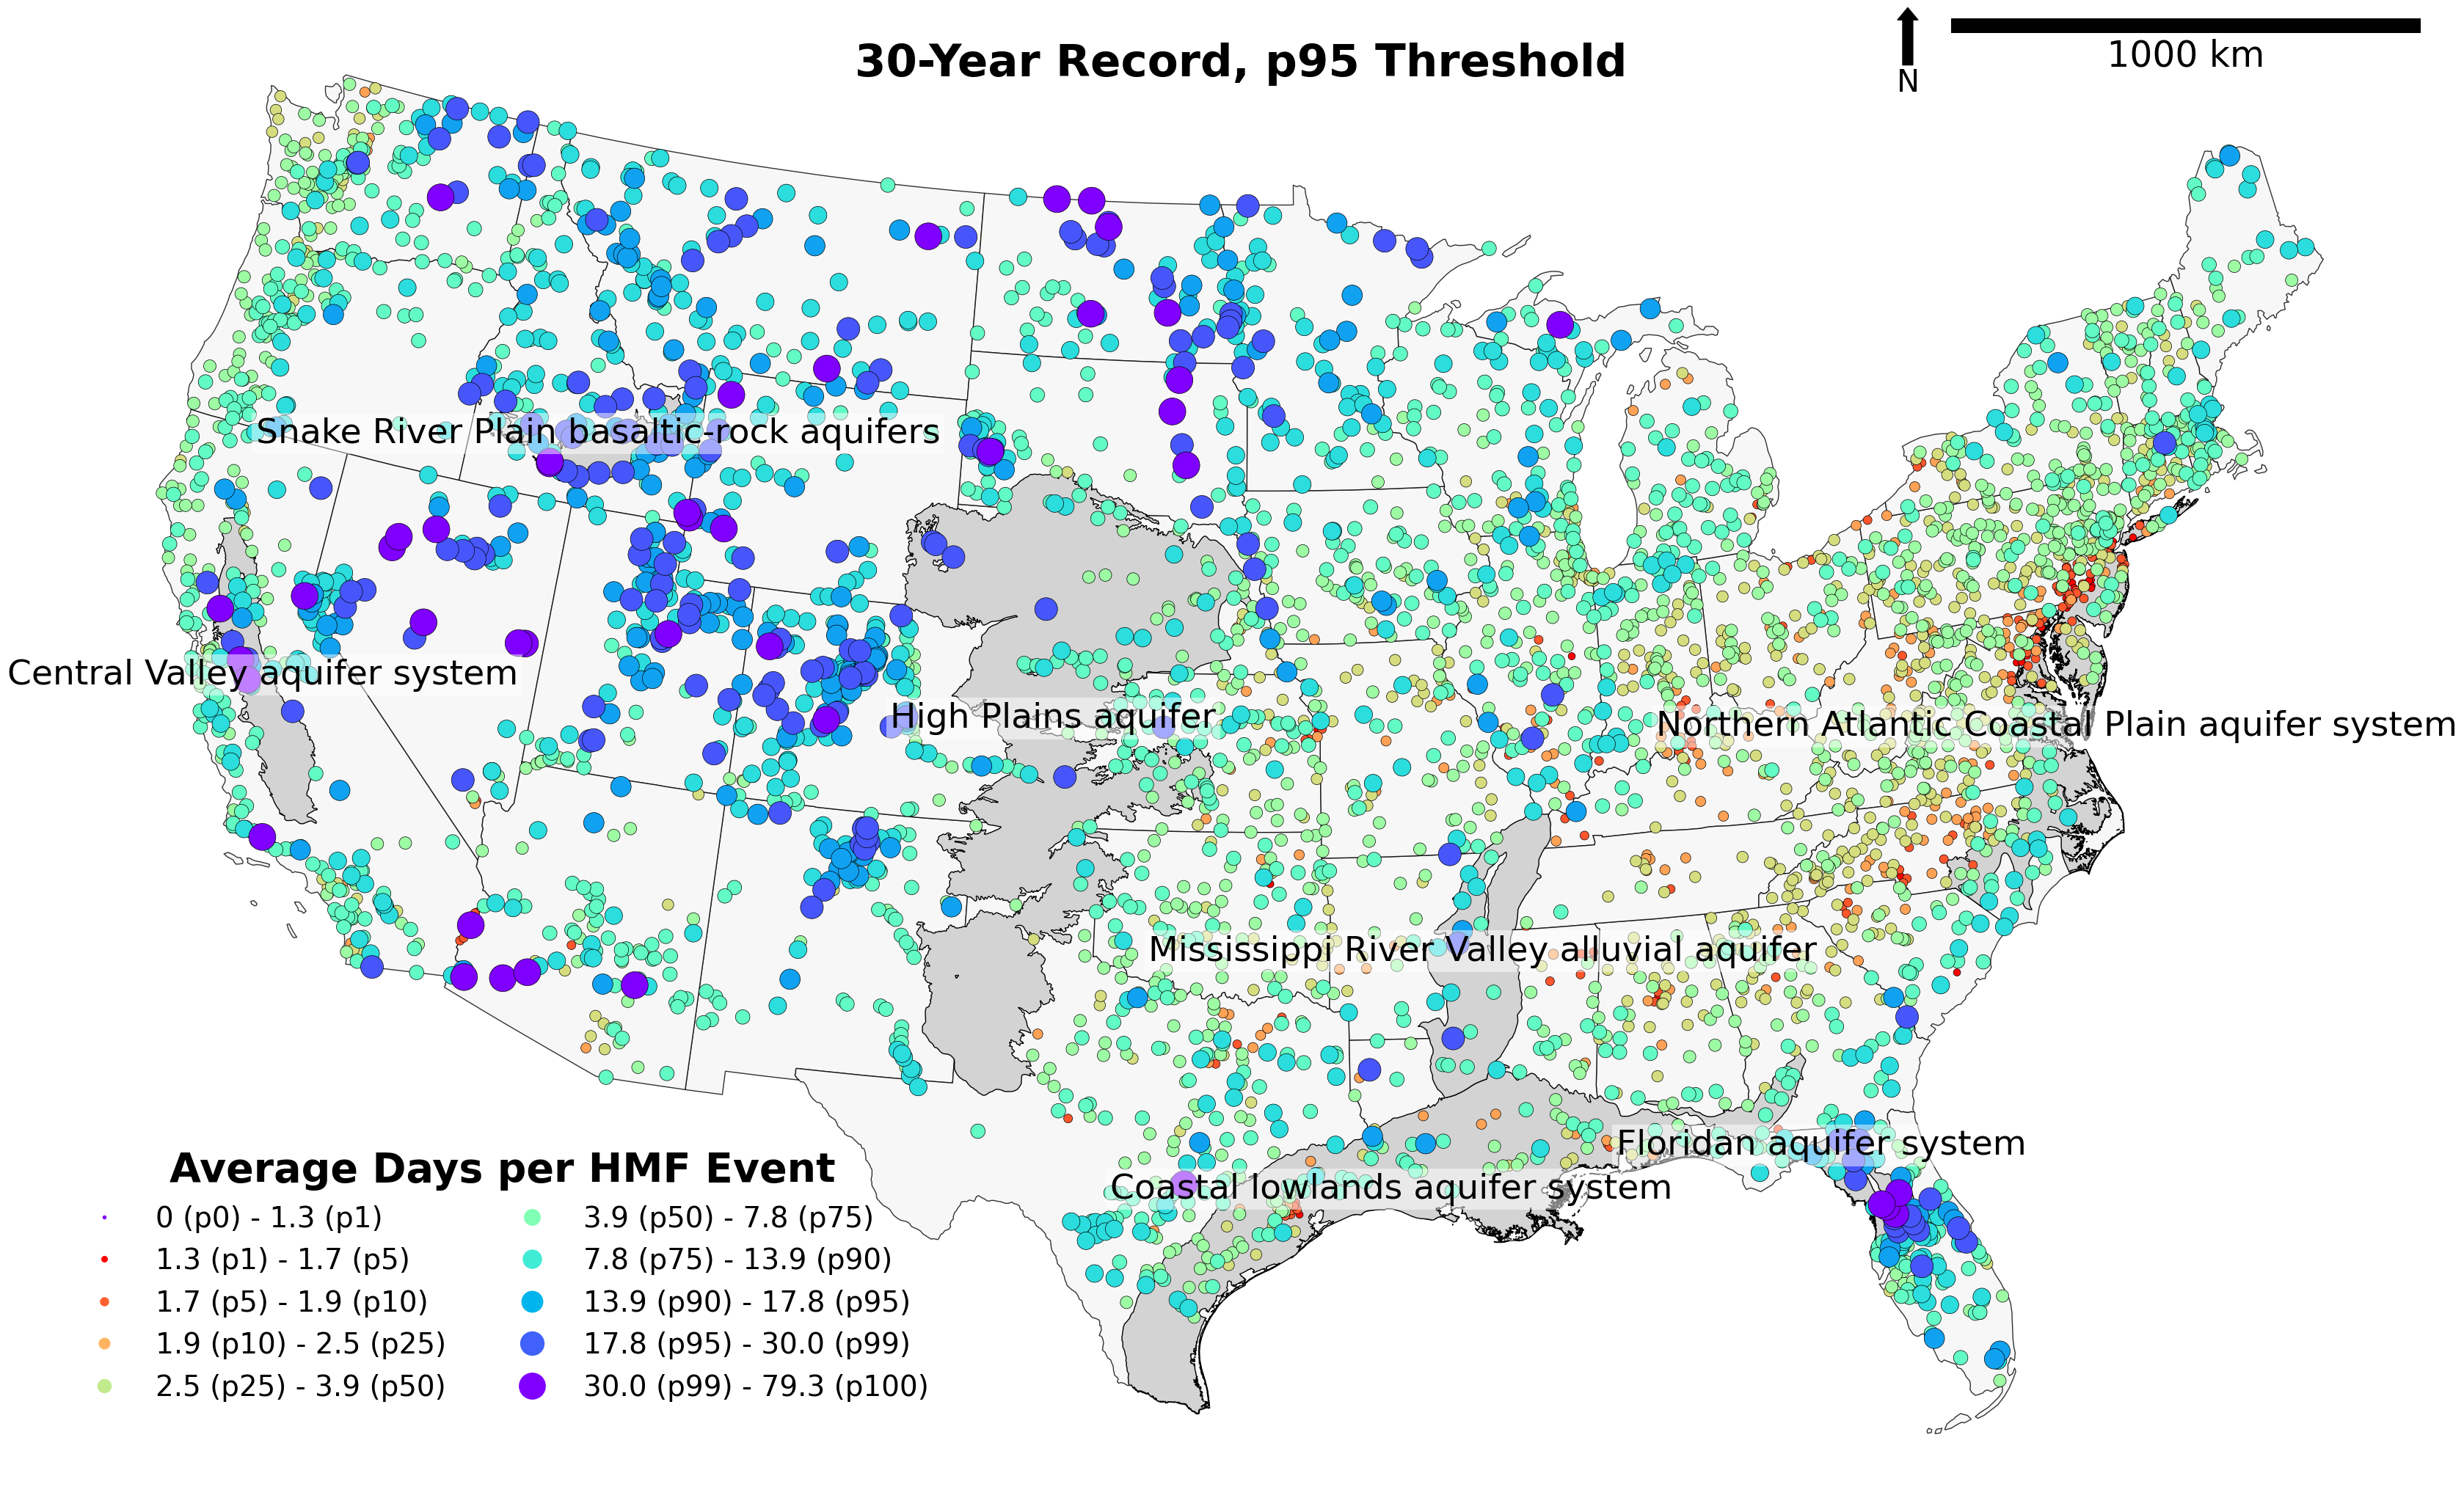 30-Year Record, p95 Threshold
N
1000 km
Snake River Plain basaltic-rock aquifers
Central Valley aquifer system
High Plains aquifer
Northern Atlantic Coastal Plain aquifer system
Mississippi River Valley alluvial aquifer
Floridan aquifer system
Coastal lowlands aquifer system
Average Days per HMF Event
0 (p0) - 1.3 (p1)
1.3 (p1) - 1.7 (p5)
1.7 (p5) - 1.9 (p10)
1.9 (p10) - 2.5 (p25)
2.5 (p25) - 3.9 (p50)
3.9 (p50) - 7.8 (p75)
7.8 (p75) - 13.9 (p90)
13.9 (p90) - 17.8 (p95)
17.8 (p95) - 30.0 (p99)
30.0 (p99) - 79.3 (p100)